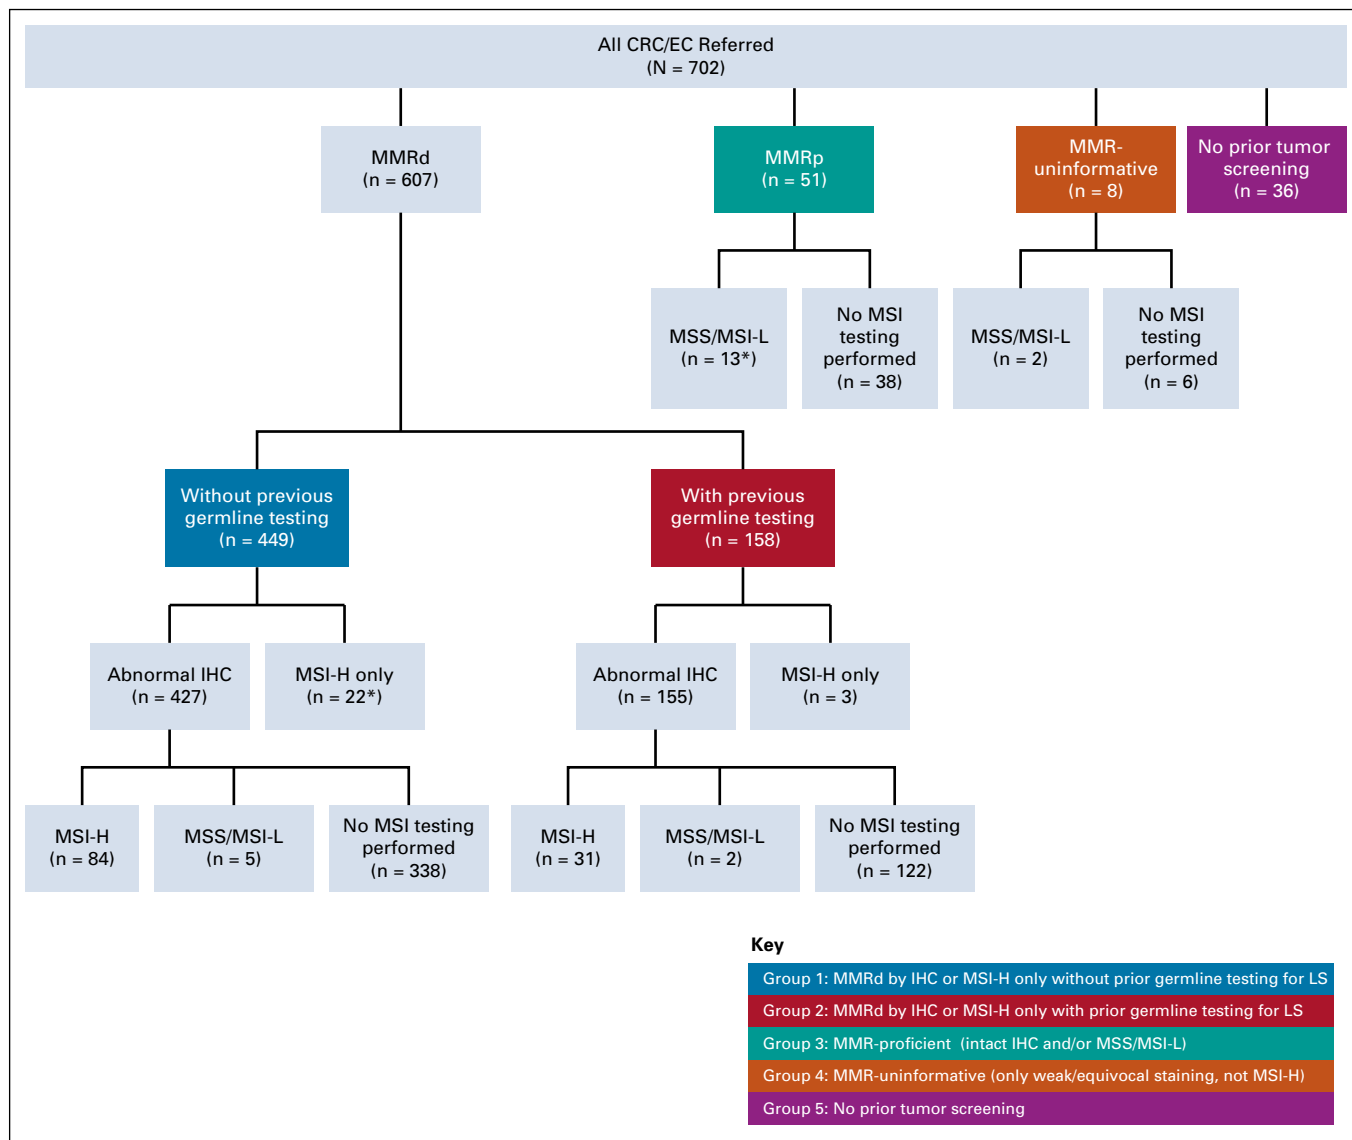 All CRC/EC Referred
(N = 702)
MMRd
(n = 607)
MMRp
(n = 51)
MMR-
uninformative
(n = 8)
No prior tumor
screening
(n = 36)
MSS/MSI-L
(n = 13*)
No MSI
testing
performed
(n = 38)
MSS/MSI-L
(n = 2)
No MSI
testing
performed
(n = 6)
Without previous
germline testing
(n = 449)
With previous
germline testing
(n = 158)
Abnormal IHC
(n = 427)
MSI-H only
(n = 22*)
Abnormal IHC
(n = 155)
MSI-H only
(n = 3)
MSI-H
(n = 84)
MSS/MSI-L
(n = 5)
No MSI testing
performed
(n = 338)
MSI-H
(n = 31)
MSS/MSI-L
(n = 2)
No MSI testing
performed
(n = 122)
Key
Group 1: MMRd by IHC or MSI-H only without prior germline testing for LS
Group 2: MMRd by IHC or MSI-H only with prior germline testing for LS
Group 3: MMR-proficient (intact IHC and/or MSS/MSI-L)
Group 4: MMR-uninformative (only weak/equivocal staining, not MSI-H)
Group 5: No prior tumor screening